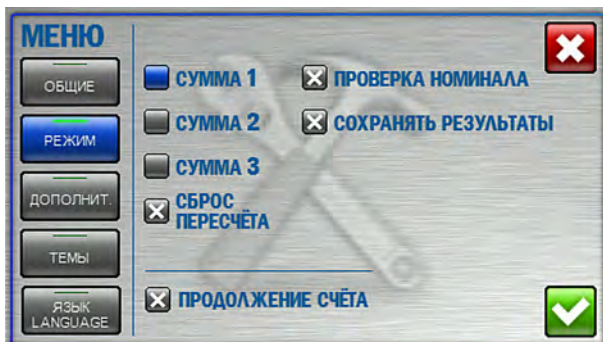 МЕНЮ
ОБЩИЕ
РЕЖИМ
ДОПОЛНИТ.
ТЕМЫ
ЯЗЫК
LANGUAGE
СУММА 1
СУММА 2
СУММА 3
СБРОС
ПЕРЕСЧЁТА
ПРОВЕРКА НОМИНАЛА
СОХРАНЯТЬ РЕЗУЛЬТАТЫ
ПРОДОЛЖЕНИЕ СЧЁТА